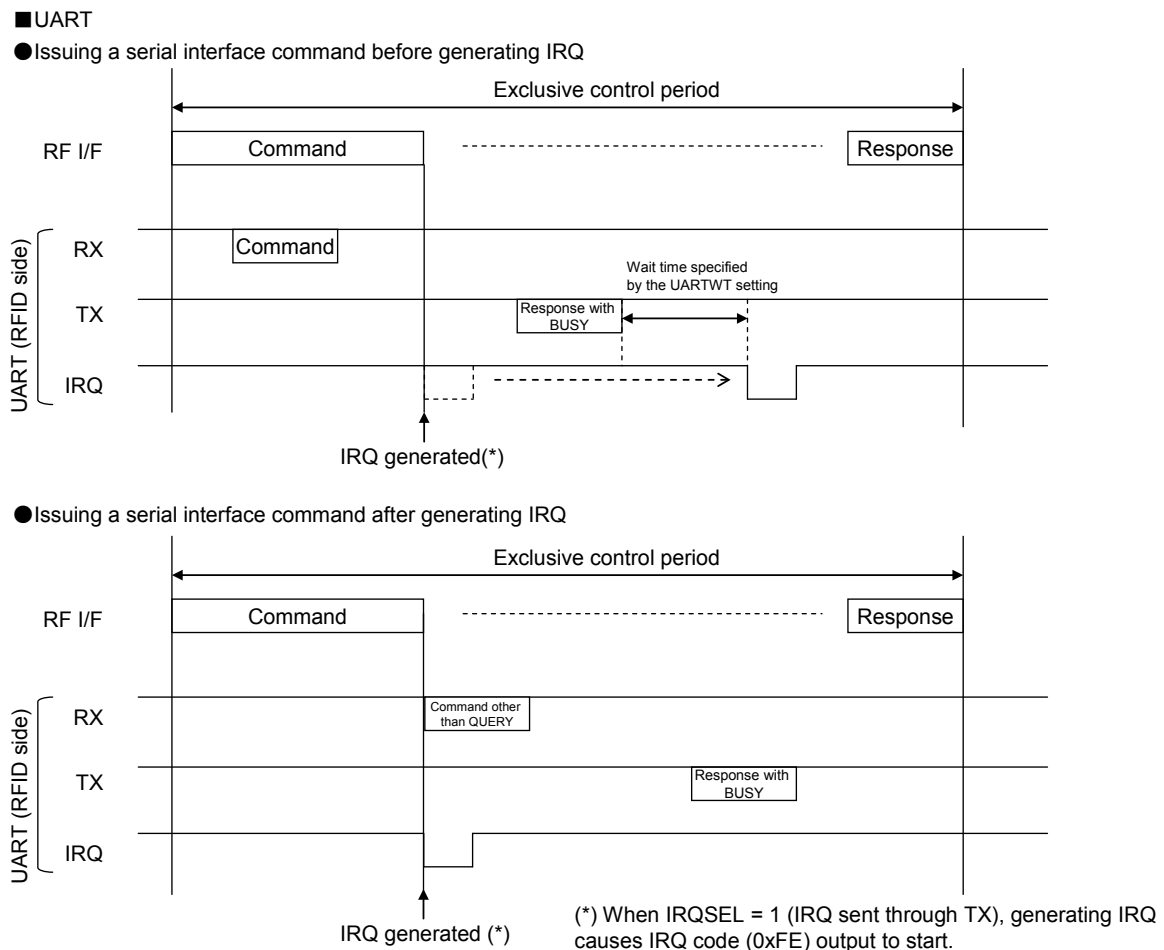 ■UART
●Issuing a serial interface command before generating IRQ
Exclusive control period
RF I/F
Command
Response
UART (RFID side)
RX
Command
Wait time specified
by the UARTWT setting
TX
Response with
BUSY
IRQ
IRQ generated(*)
●Issuing a serial interface command after generating IRQ
Exclusive control period
RF I/F
Command
Response
UART (RFID side)
RX
Command other
than QUERY
TX
Response with
BUSY
IRQ
IRQ generated (*)
(*) When IRQSEL = 1 (IRQ sent through TX), generating IRQ
causes IRQ code (0xFE) output to start.